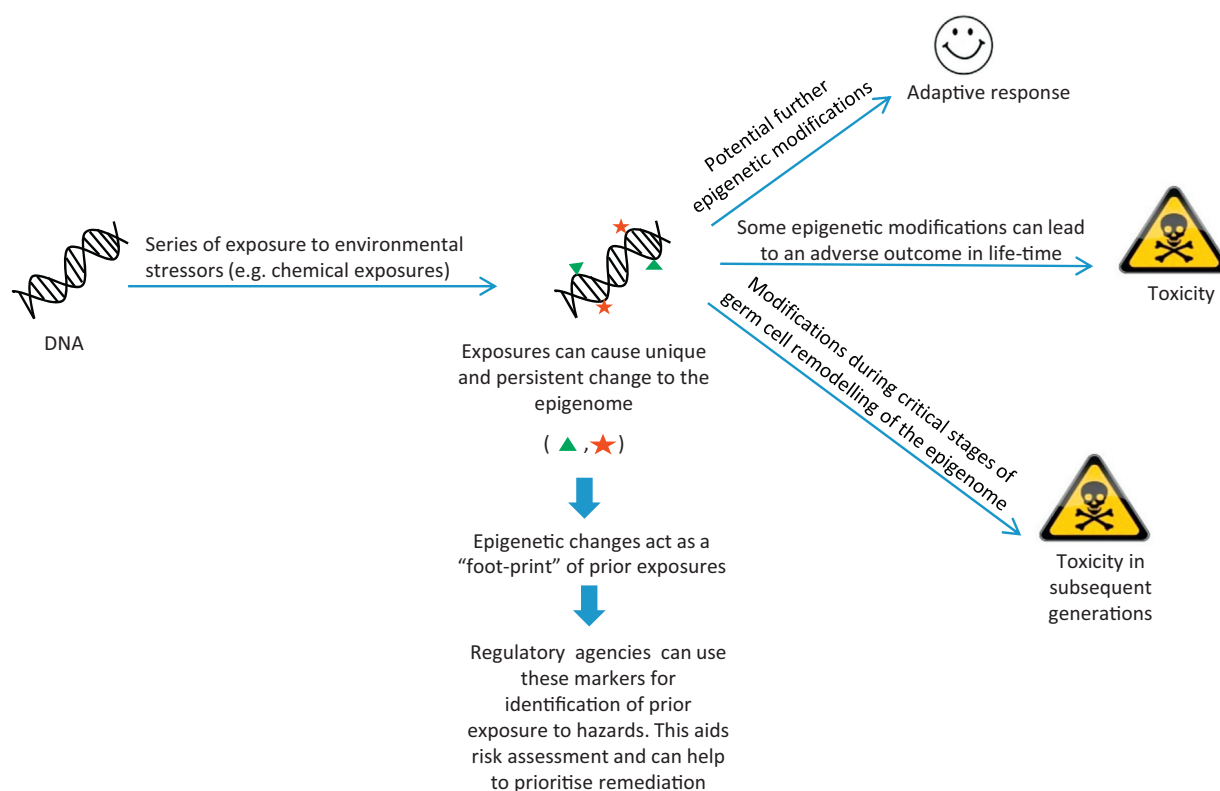 Adaptive response
Potential further
epigenetic modifications
Series of exposure to environmental
stressors (e.g. chemical exposures)
DNA
Some epigenetic modifications can lead
to an adverse outcome in life-time
Toxicity
Modifications during critical stages of
germ cell remodelling of the epigenome
Toxicity in
subsequent
generations
Exposures can cause unique
and persistent change to the
epigenome
( , )
Epigenetic changes act as a
“foot-print” of prior exposures
Regulatory agencies can use
these markers for
identification of prior
exposure to hazards. This aids
risk assessment and can help
to prioritise remediation